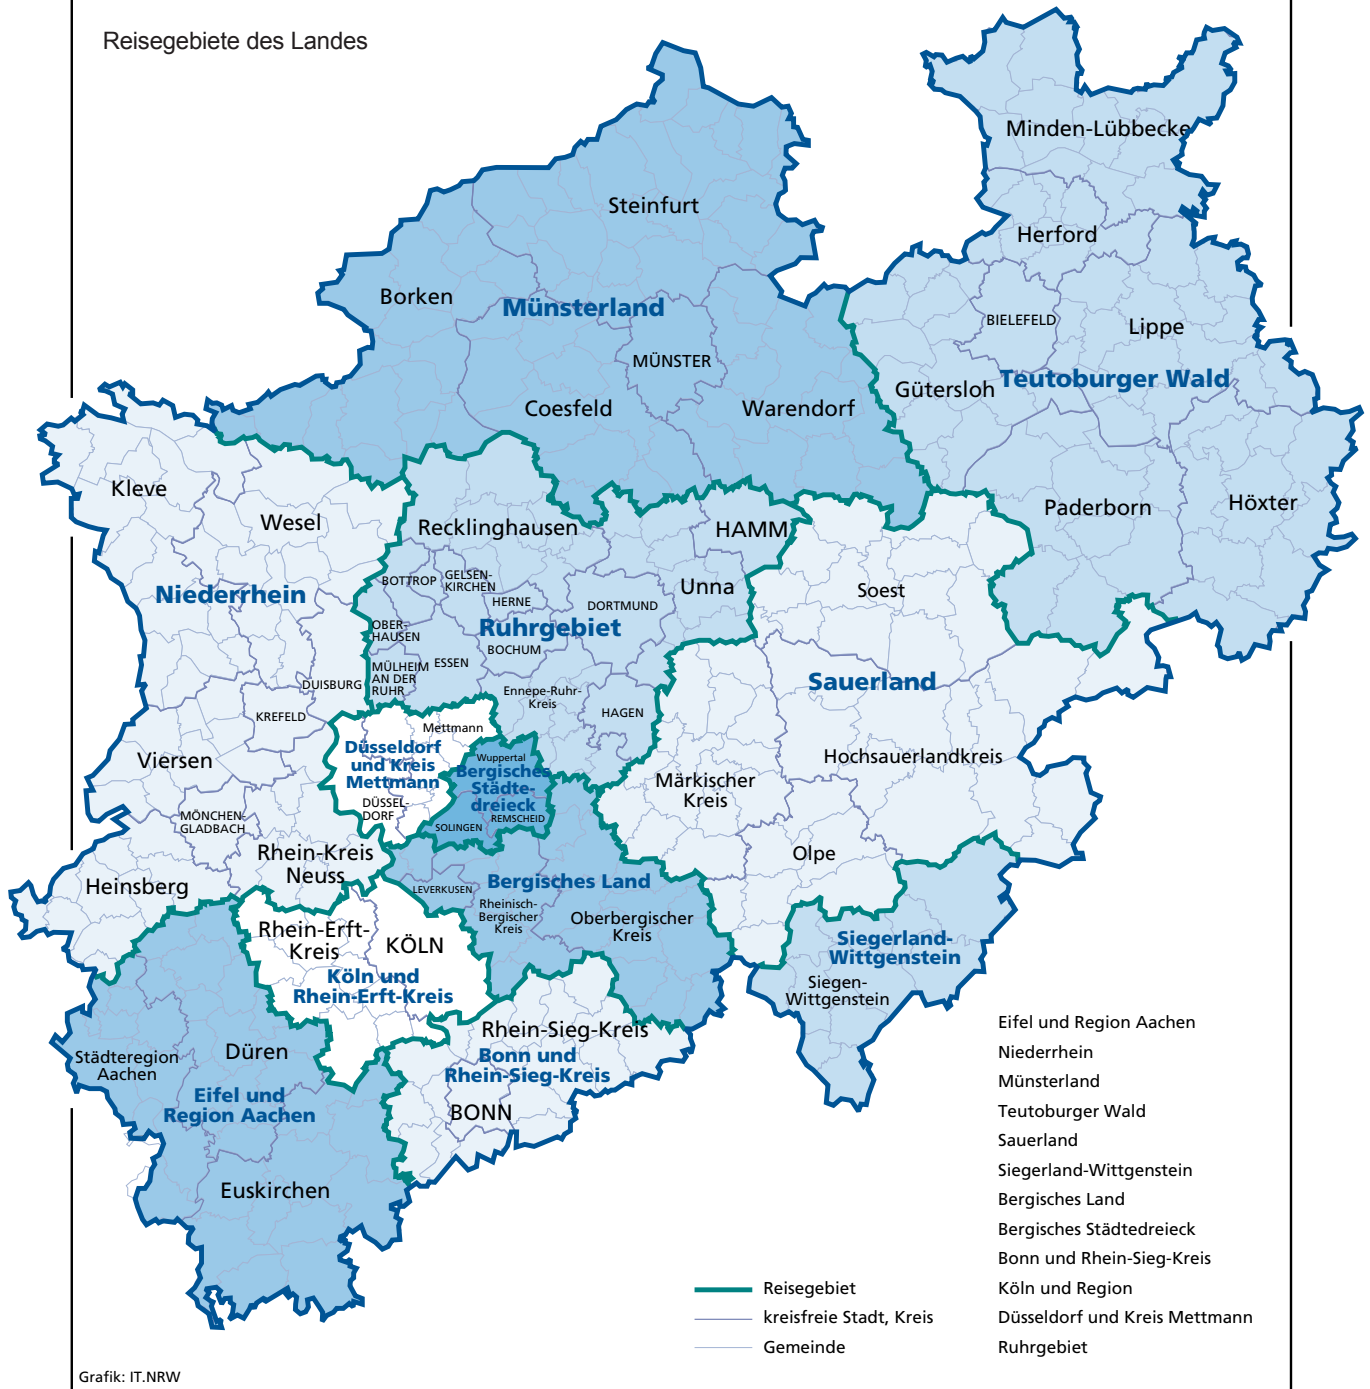 Reisegebiete des Landes
Minden-Lübbecke
Steinfurt
Herford
Borken
Münsterland
BIELEFELD
Lippe
MÜNSTER
Gütersloh
Teutoburger Wald
Coesfeld
Warendorf
Kleve
Wesel
Recklinghausen
HAMM
Paderborn
Höxter
BOTTROP
GELSEN-
KIRCHEN
Unna
Soest
Niederrhein
HERNE
DORTMUND
OBER-
HAUSEN
Ruhrgebiet
BOCHUM
ESSEN
MÜLHEIM
AN DER
RUHR
DUISBURG
Sauerland
Ennepe-Ruhr-
Kreis
HAGEN
KREFELD
Mettmann
Viersen
Düsseldorf
und Kreis
Mettmann
Wuppertal
Bergisches
Städte-
dreieck
Hochsauerlandkreis
Märkischer
Kreis
DÜSSEL-
DORF
MÖNCHEN-
GLADBACH
SOLINGEN
REMSCHEID
Rhein-Kreis
Neuss
Olpe
Heinsberg
LEVERKUSEN
Bergisches Land
Rheinisch-
Bergischer
Kreis
Oberbergischer
Kreis
Rhein-Erft-
Kreis
KÖLN
Siegerland-
Wittgenstein
Köln und
Rhein-Erft-Kreis
Siegen-
Wittgenstein
Rhein-Sieg-Kreis
Städteregion
Aachen
Düren
Bonn und
Rhein-Sieg-Kreis
Eifel und
Region Aachen
BONN
Euskirchen
Eifel und Region Aachen
Niederrhein
Münsterland
Teutoburger Wald
Sauerland
Siegerland-Wittgenstein
Bergisches Land
Bergisches Städtedreieck
Bonn und Rhein-Sieg-Kreis
Köln und Region
Düsseldorf und Kreis Mettmann
Ruhrgebiet
Reisegebiet
kreisfreie Stadt, Kreis
Gemeinde
Grafik: IT.NRW